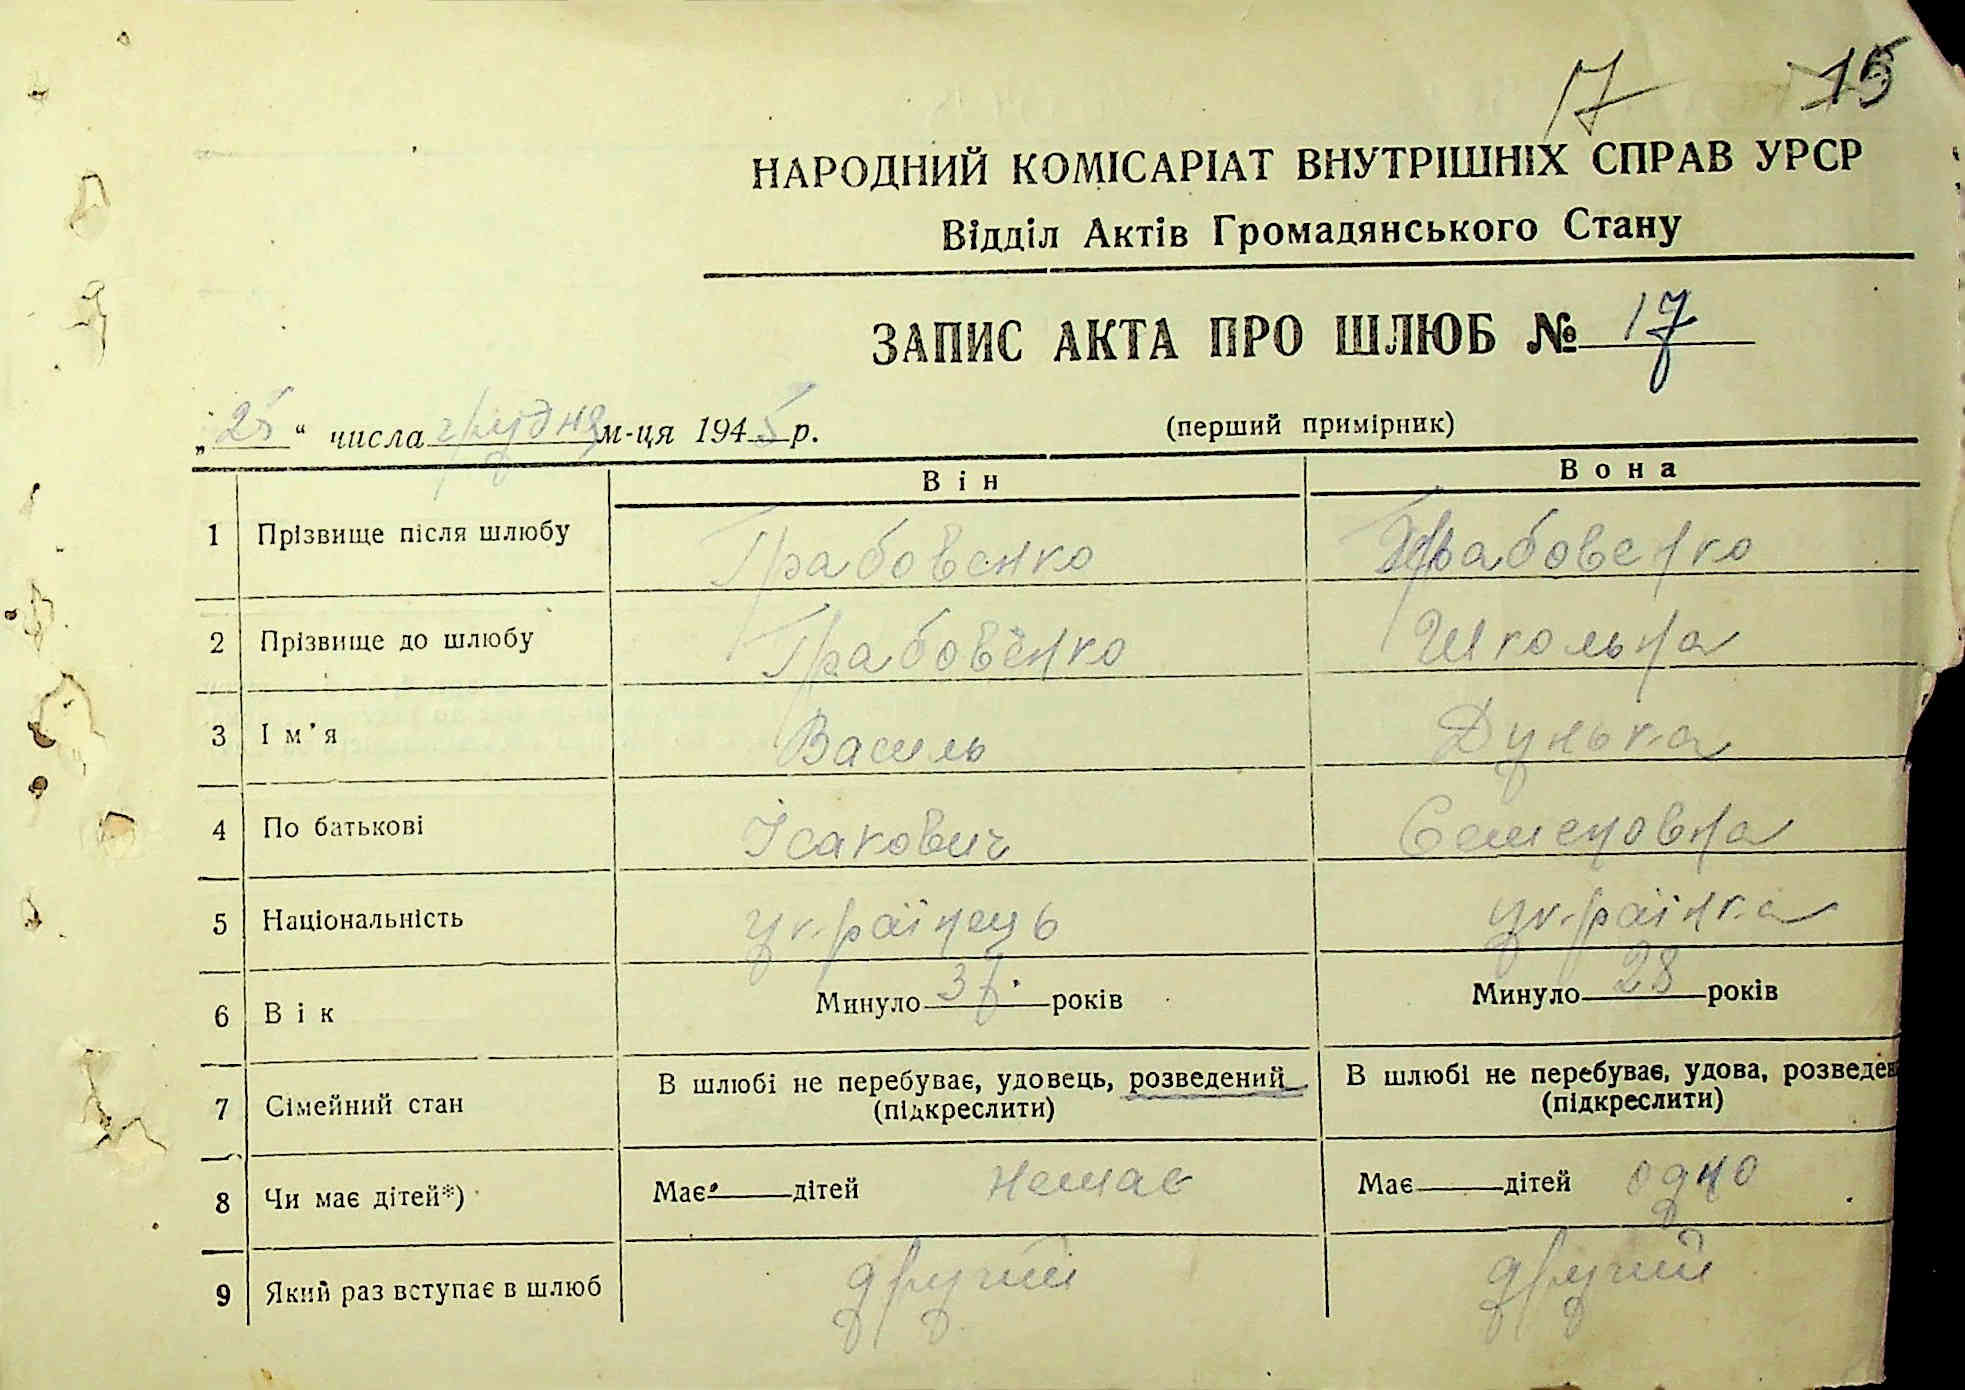 17 15
НАРОДНИЙ КОМІСАРІАТ ВНУТРІШНІХ СПРАВ УРСР
Відділ Актів Громадянського Стану
ЗАПИС АКТА ПРО ШЛЮБ № 17
„25“ числа грудня м-ця 1945 р. (перший примірник)
Він Вона
1 Прізвище після шлюбу Грабовенко Грабовенко
2 Прізвище до шлюбу Грабовенко Школьна
3 Ім'я Василь Дунька
4 По батькові Ісакович Семеновна
5 Національність українець українка
6 Вік Минуло 37 років Минуло 28 років
7 Сімейний стан В шлюбі не перебуває, удовець, розведений В шлюбі не перебуває, удова, розведен
(підкреслити) (підкреслити)
8 Чи має дітей*) Має дітей немає Має дітей одно
9 Який раз вступає в шлюб другий другий